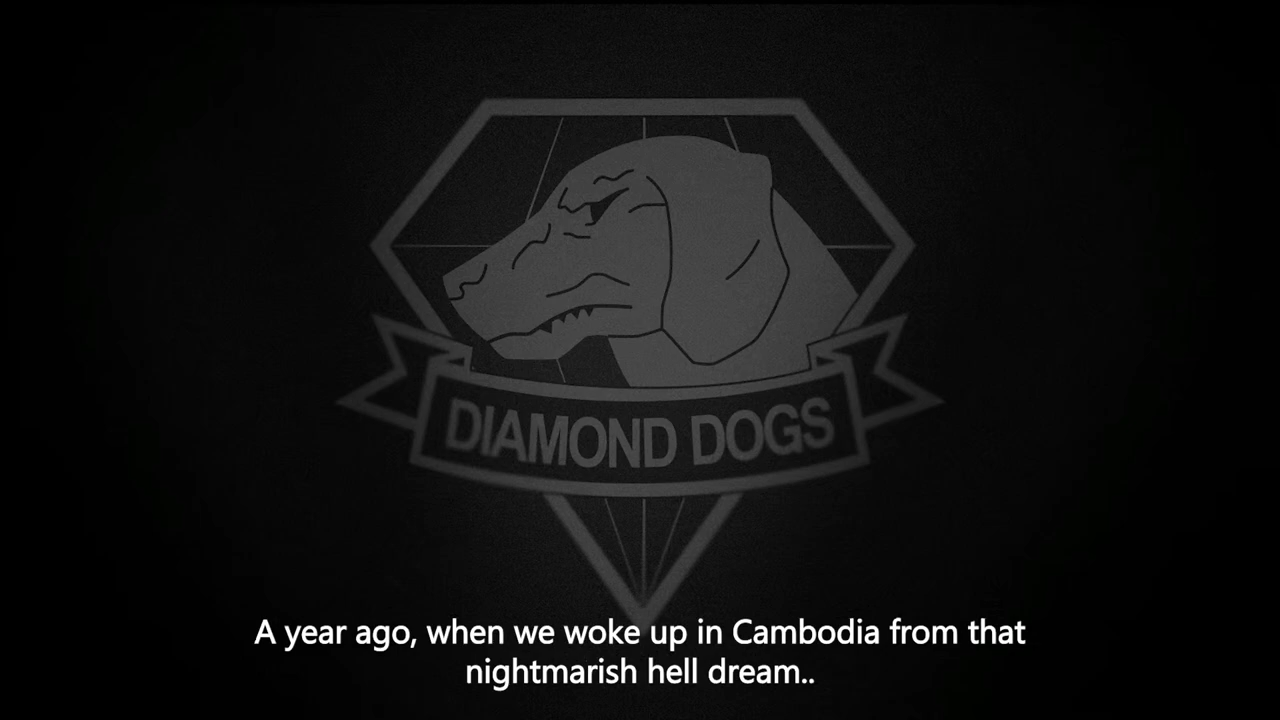 DIAMOND DOGS
A year ago, when we woke up in Cambodia from that
nightmarish hell dream..